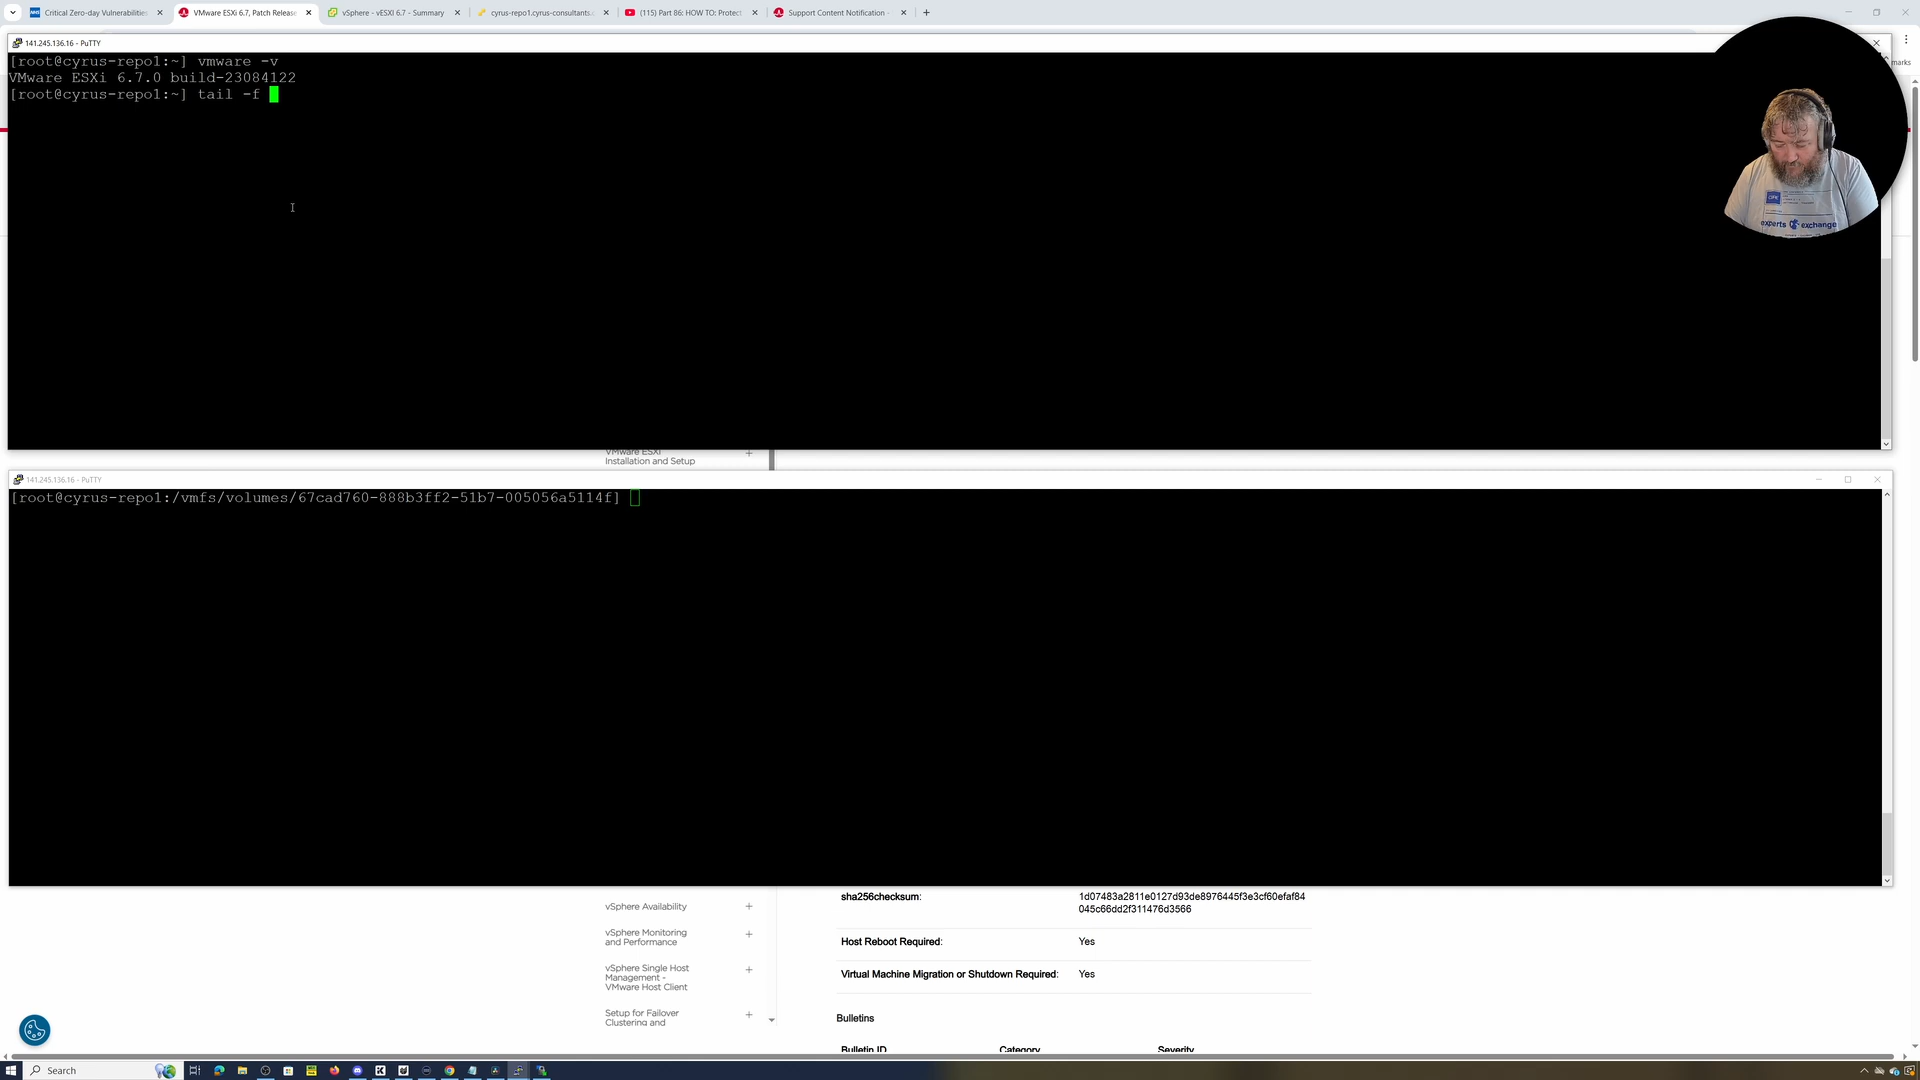 Critical Zero-day Vulnerabilities
VMware ESXi 6.7, Patch Release
vSphere - vESXI 6.7 - Summary
cyrus-repo1.cyrus-consultants.
(115) Part 86: HOW TO: Protect
Support Content Notification -
141.245.136.16 - PuTTY
marks
[root@cyrus-repo1:~] vmware -v
VMware ESXi 6.7.0 build-23084122
[root@cyrus-repo1:~] tail -f
experts exchange
VMware ESXi
Installation and Setup
141.245.136.16 - PuTTY
[root@cyrus-repo1:/vmfs/volumes/67cad760-888b3ff2-51b7-005056a5114f]
sha256checksum:
1d07483a2811e0127d93de8976445f3e3cf60efaf84
045c66dd2f311476d3566
vSphere Availability
vSphere Monitoring
and Performance
Host Reboot Required:
Yes
vSphere Single Host
Management -
VMware Host Client
Virtual Machine Migration or Shutdown Required:
Yes
Setup for Failover
Clustering and
Bulletins
Bulletin ID
Category
Severity
Search